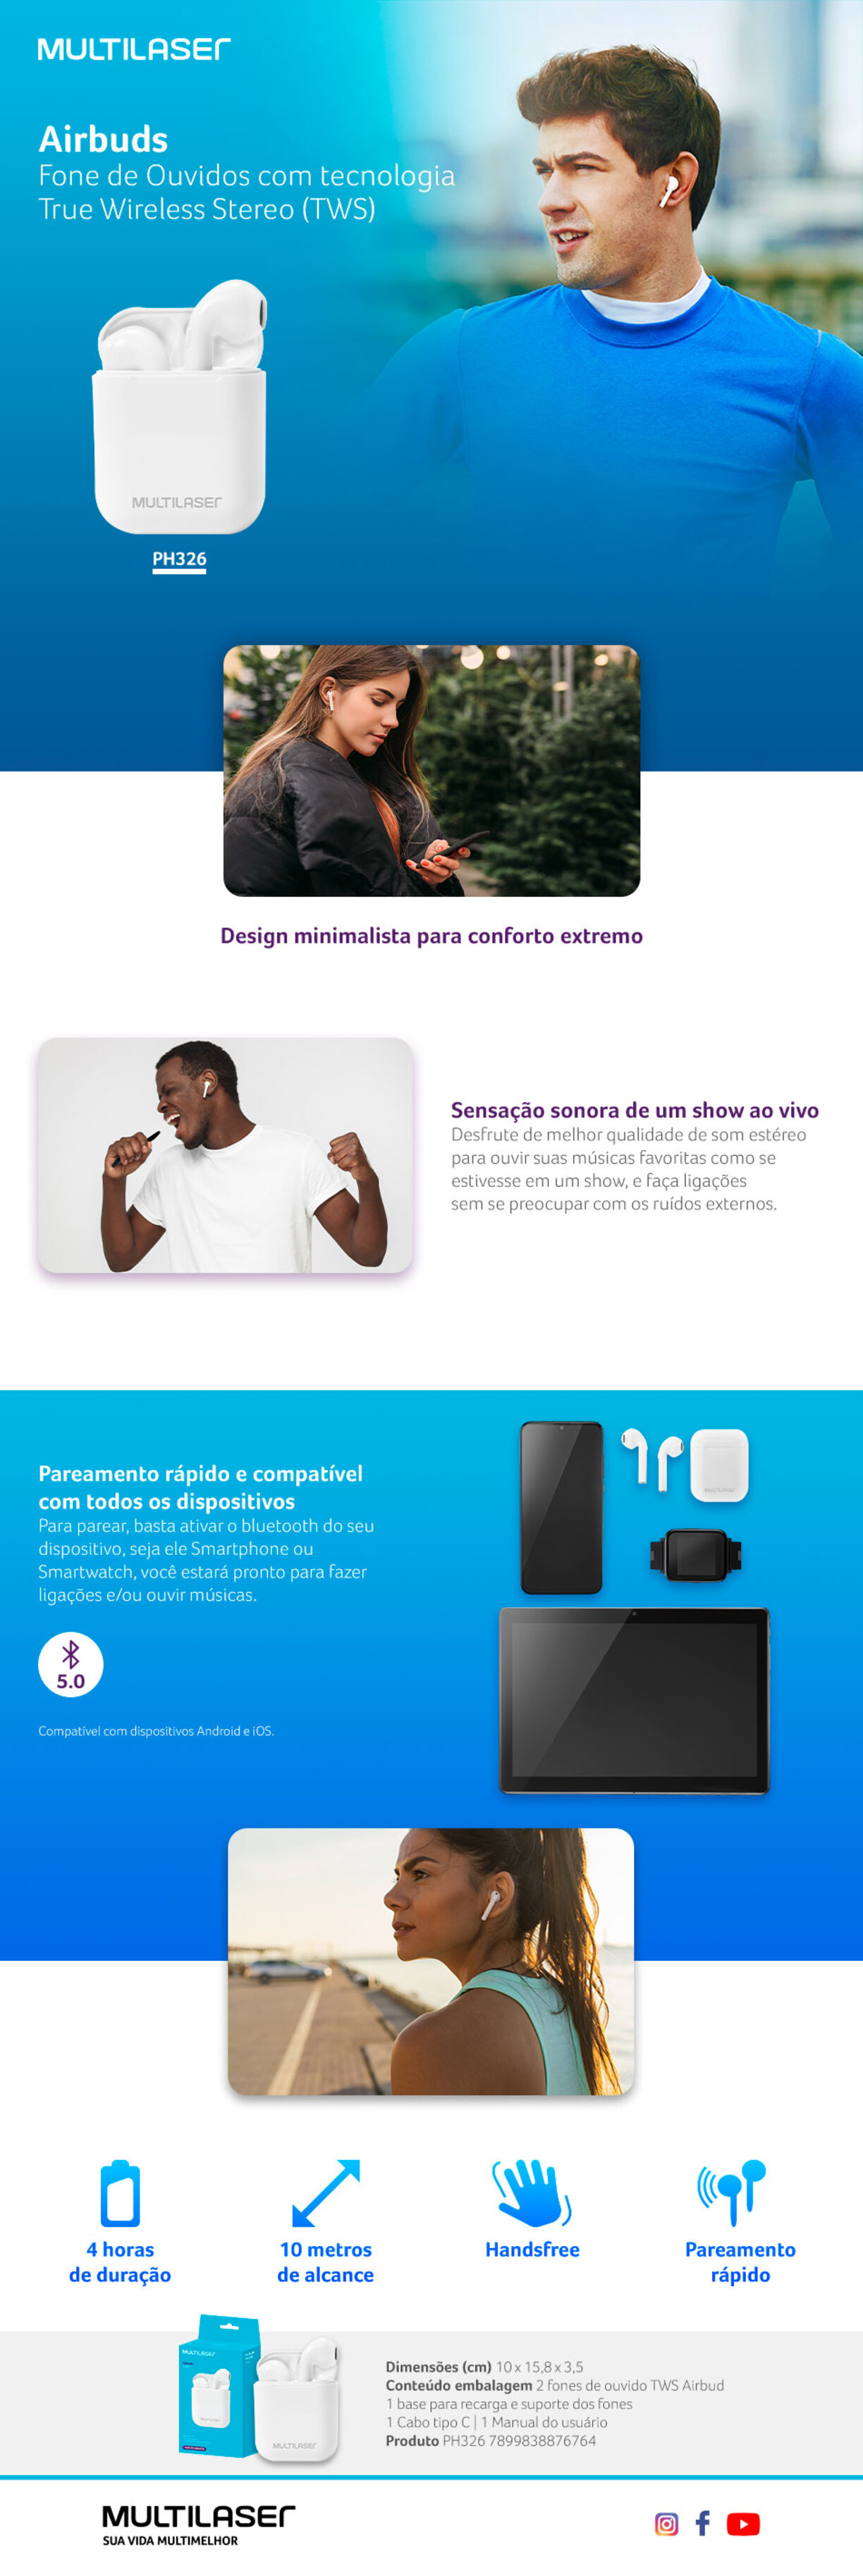 MULTILASER
Airbuds
Fone de Ouvidos com tecnologia
True Wireless Stereo (TWS)
MULTILASER
PH326
Design minimalista para conforto extremo
Sensação sonora de um show ao vivo
Desfrute de melhor qualidade de som estéreo
para ouvir suas músicas favoritas como se
estivesse em um show, e faça ligações
sem se preocupar com os ruídos externos.
Pareamento rápido e compatível
com todos os dispositivos
Para parear, basta ativar o bluetooth do seu
dispositivo, seja ele Smartphone ou
Smartwatch, você estará pronto para fazer
ligações e/ou ouvir músicas.
5.0
Compatível com dispositivos Android e iOS.
MULTILASER
4 horas
de duração
10 metros
de alcance
Handsfree
Pareamento
rápido
MULTILASER
MULTILASER
Dimensões (cm) 10 x 15,8 x 3,5
Conteúdo embalagem 2 fones de ouvido TWS Airbud
1 base para recarga e suporte dos fones
1 Cabo tipo C | 1 Manual do usuário
Produto PH326 7899838876764
MULTILASER
SUA VIDA MULTIMELHOR